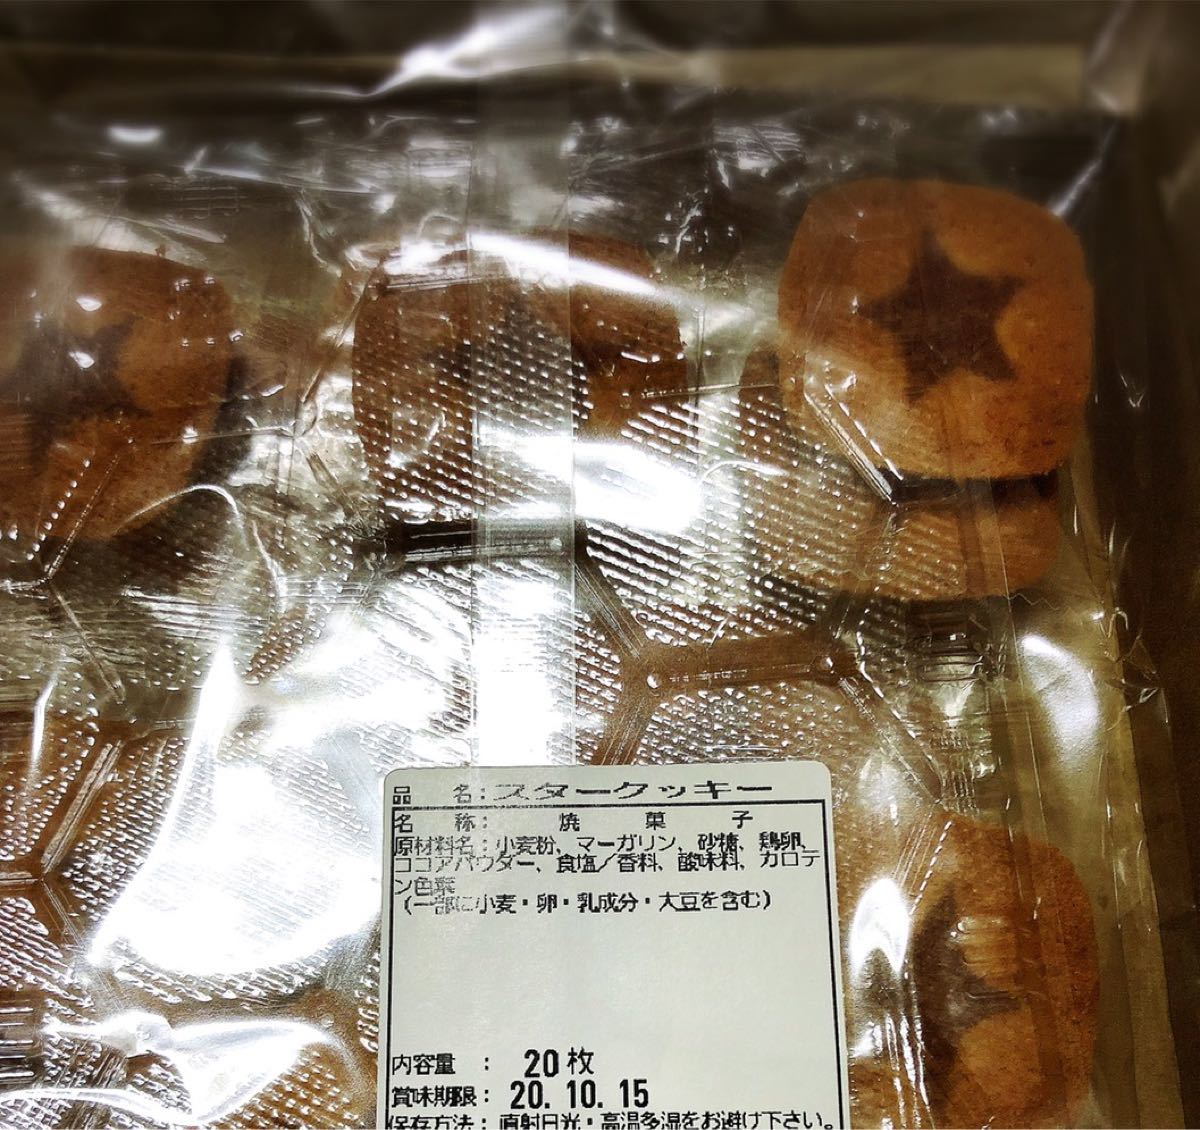 品名:スタークッキー
名称: 焼菓子
原材料名:小麦粉、マーガリン、砂糖、鶏卵、
ココアパウダー、食塩/香料、酸味料、カロテ
ン色素
(一部に小麦・卵・乳成分・大豆を含む)
内容量 : 20枚
賞味期限: 20.10.15
保存方法:直射日光・高温多湿をお避け下さい。